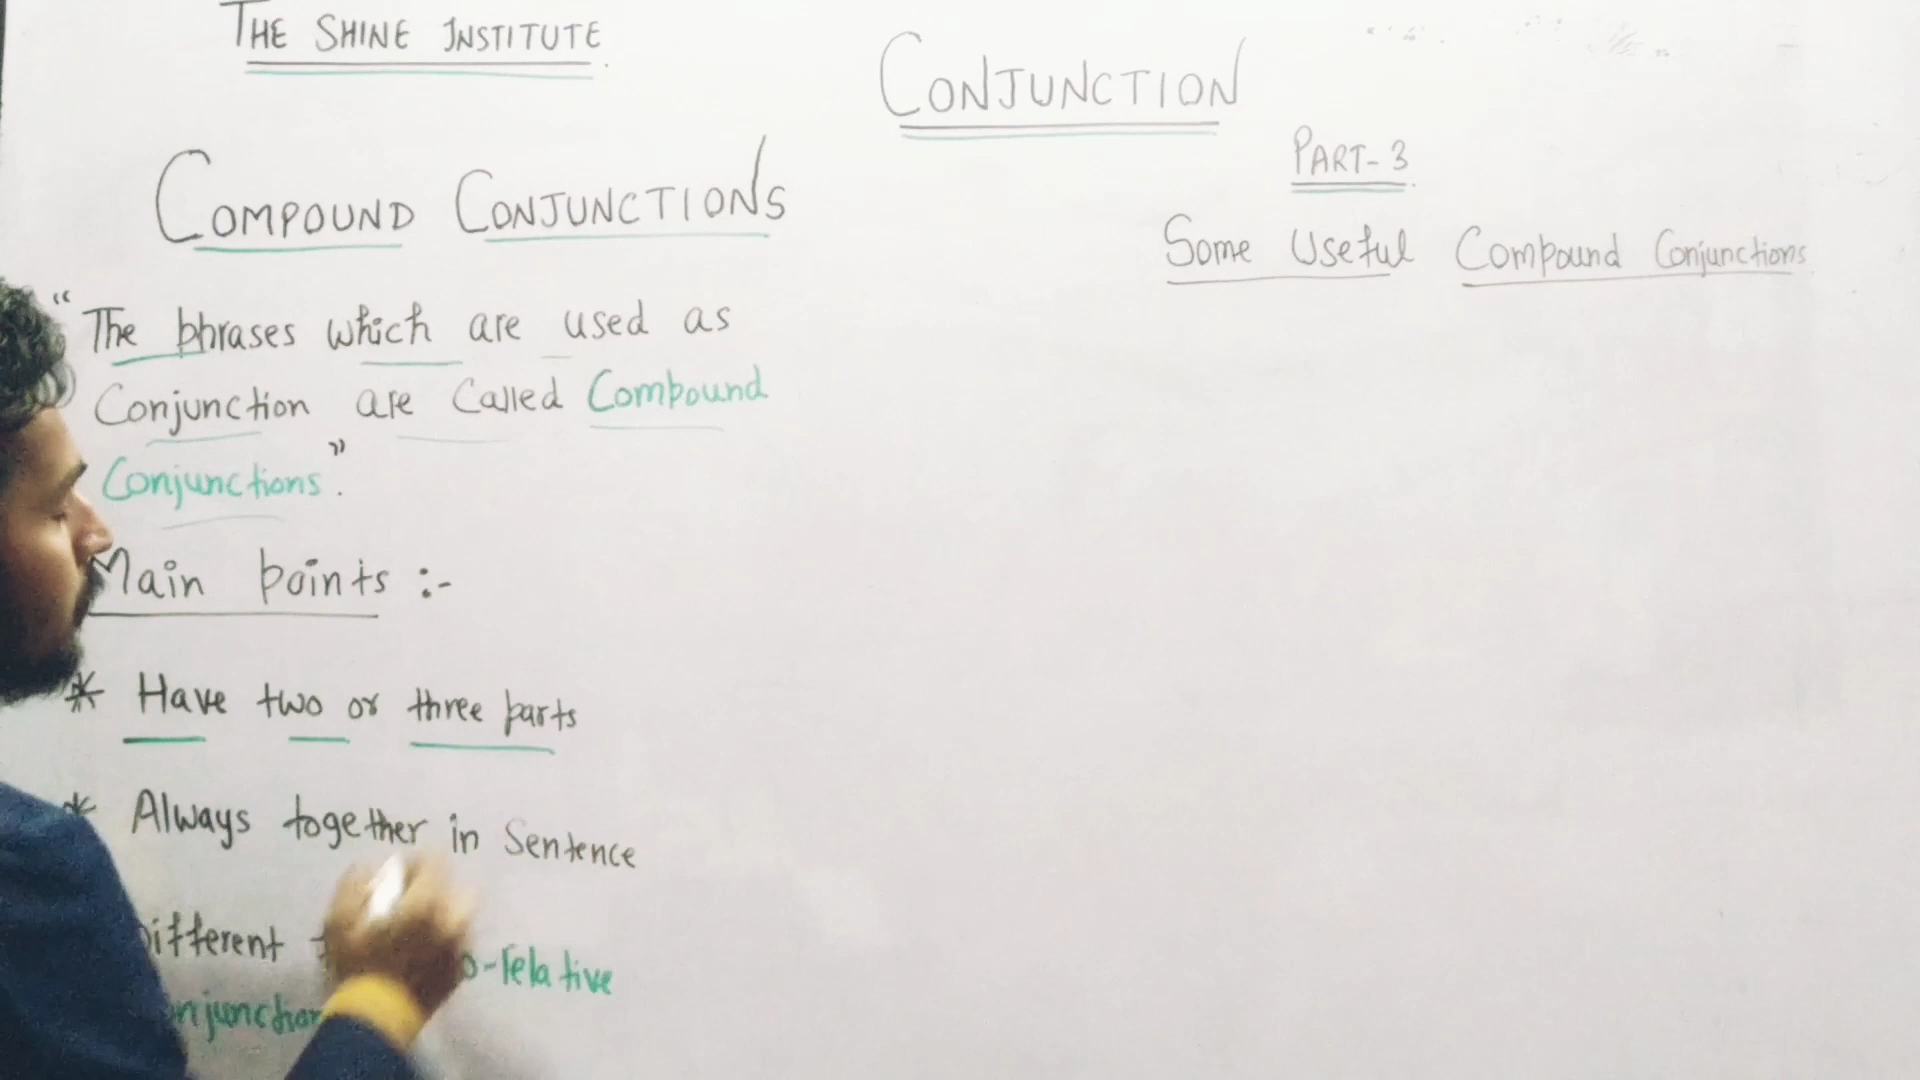 THE SHINE INSTITUTE
CONJUNCTION
PART-3
COMPOUND CONJUNCTIONS
Some Useful Compound Conjunctions
“The phrases which are used as
Conjunction are Called Compound
Conjunctions”.
Main points :-
* Have two or three parts
* Always together in Sentence
Different